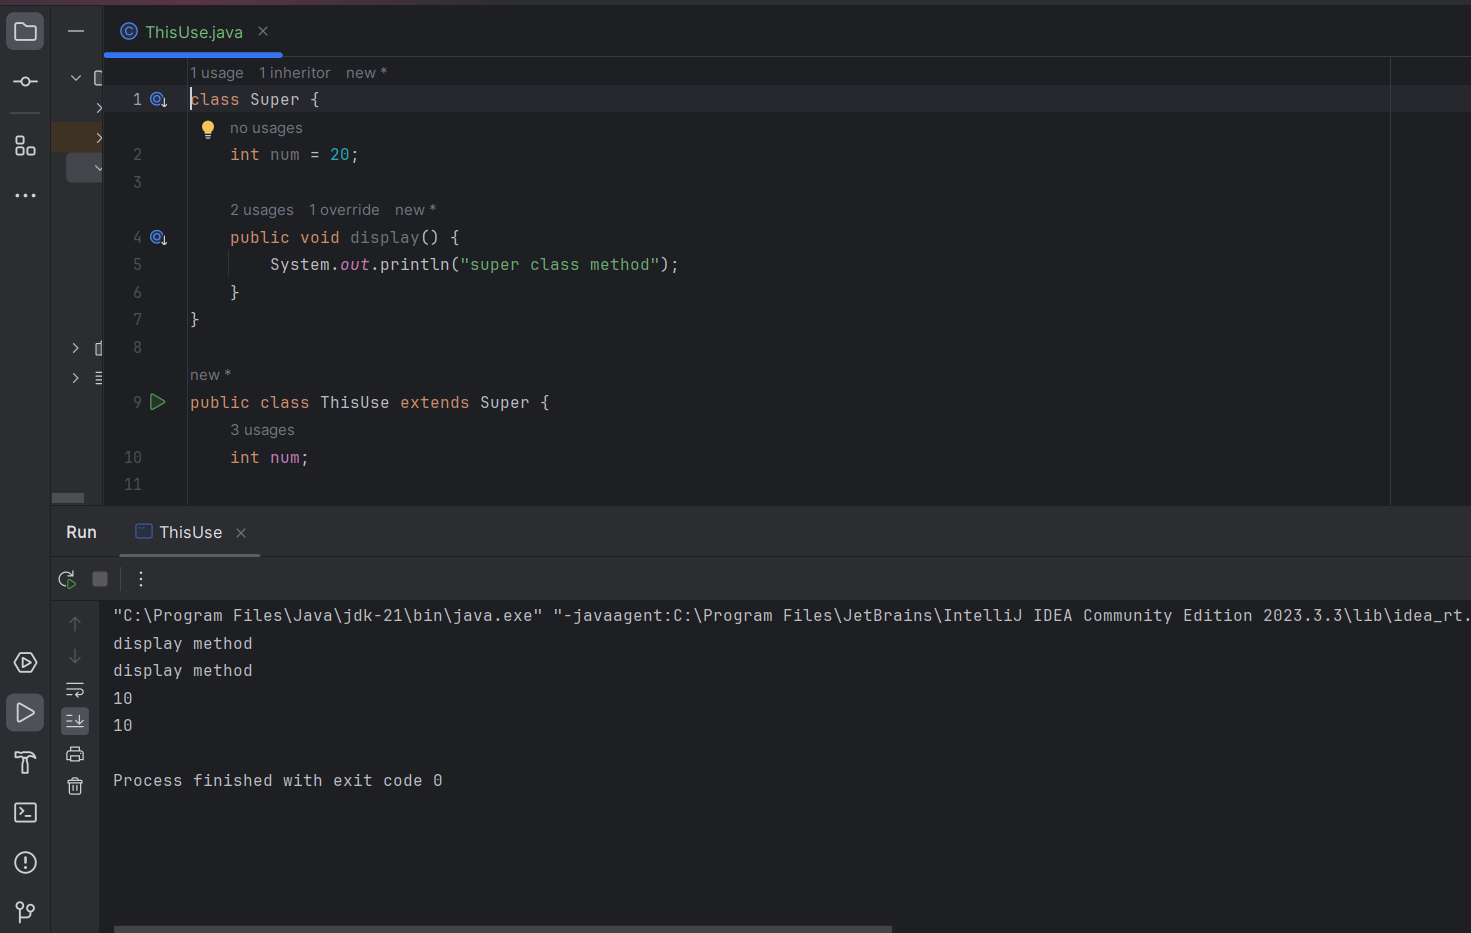 ThisUse.java
1 usage 1 inheritor new *
1 class Super {
no usages
2 int num = 20;
3
2 usages 1 override new *
4 public void display() {
5 System.out.println("super class method");
6 }
7 }
8
new *
9 public class ThisUse extends Super {
3 usages
10 int num;
11
Run ThisUse
"C:\Program Files\Java\jdk-21\bin\java.exe" "-javaagent:C:\Program Files\JetBrains\IntelliJ IDEA Community Edition 2023.3.3\lib\idea_rt.
display method
display method
10
10
Process finished with exit code 0